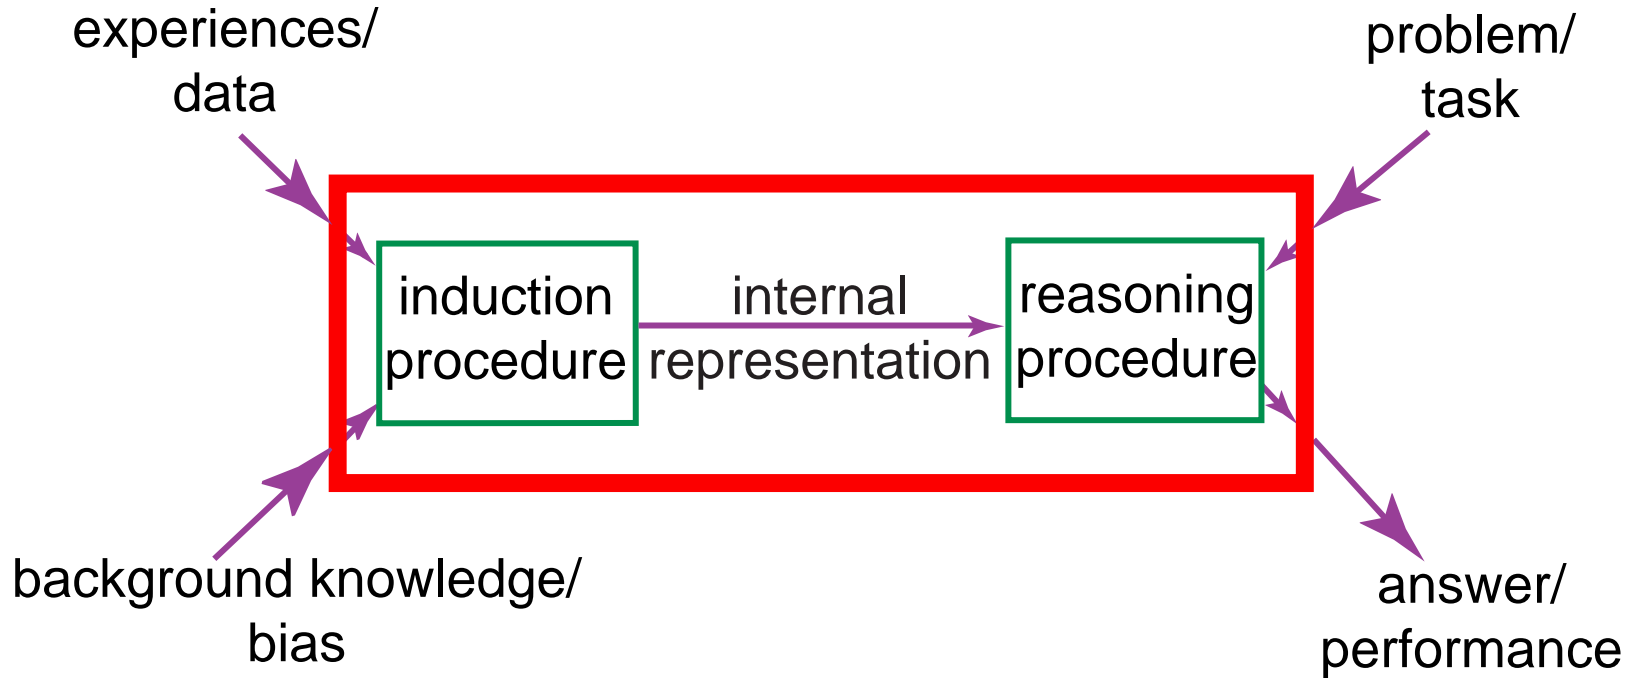 experiences/
data
problem/
task
induction
procedure
internal
representation
reasoning
procedure
background knowledge/
bias
answer/
performance